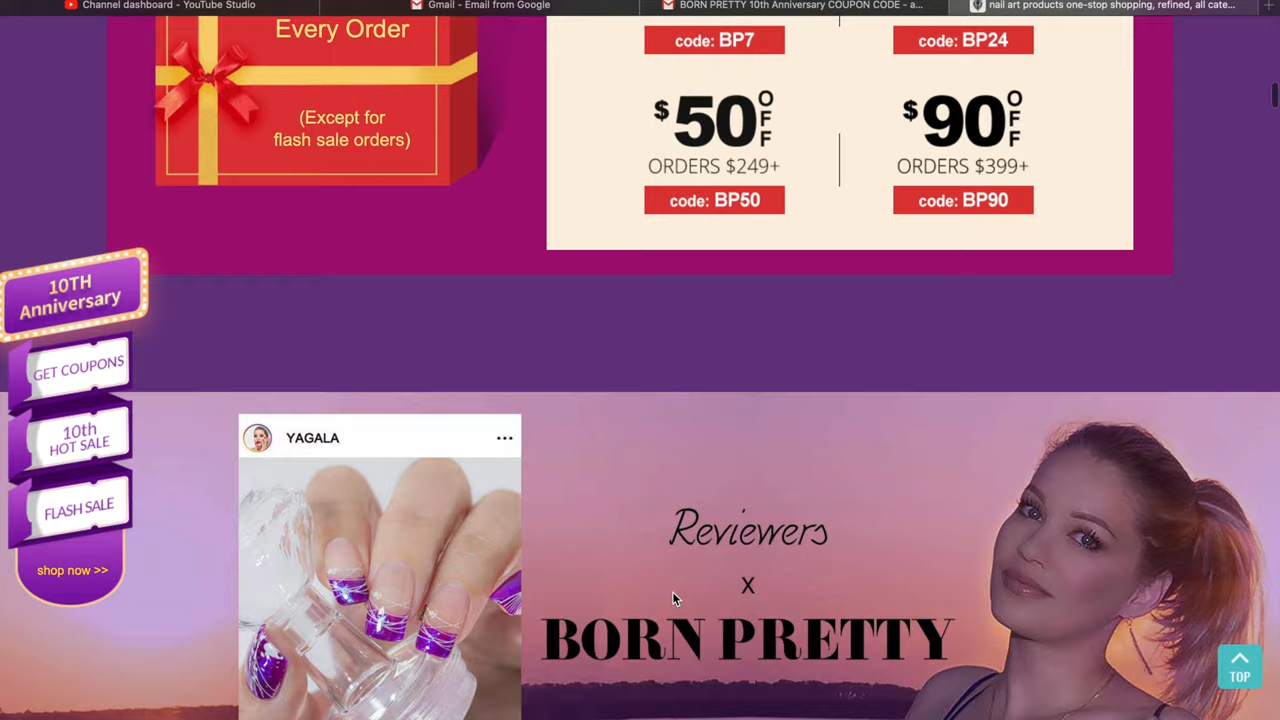 Channel dashboard - YouTube Studio
Gmail - Email from Google
BORN PRETTY 10th Anniversary COUPON CODE - a...
nail art products one-stop shopping, refined, all cate...
Every Order
(Except for
flash sale orders)
code: BP7
code: BP24
$50 OFF
ORDERS $249+
code: BP50
$90 OFF
ORDERS $399+
code: BP90
10TH
Anniversary
GET COUPONS
10th
HOT SALE
FLASH SALE
shop now >>
YAGALA
Reviewers
X
BORN PRETTY
TOP